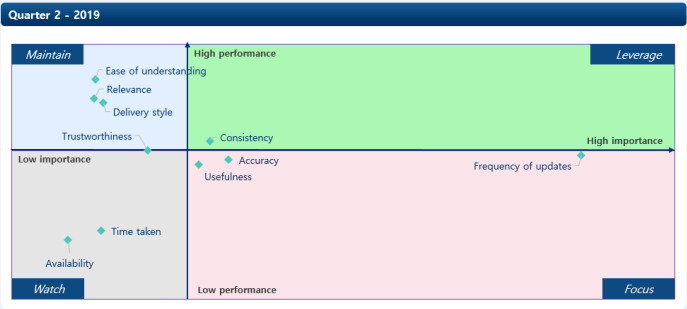 Quarter 2 - 2019
Maintain
High performance
Leverage
Ease of understanding
Relevance
Delivery style
Trustworthiness
Consistency
High importance
Low importance
Accuracy
Frequency of updates
Usefulness
Time taken
Availability
Watch
Low performance
Focus